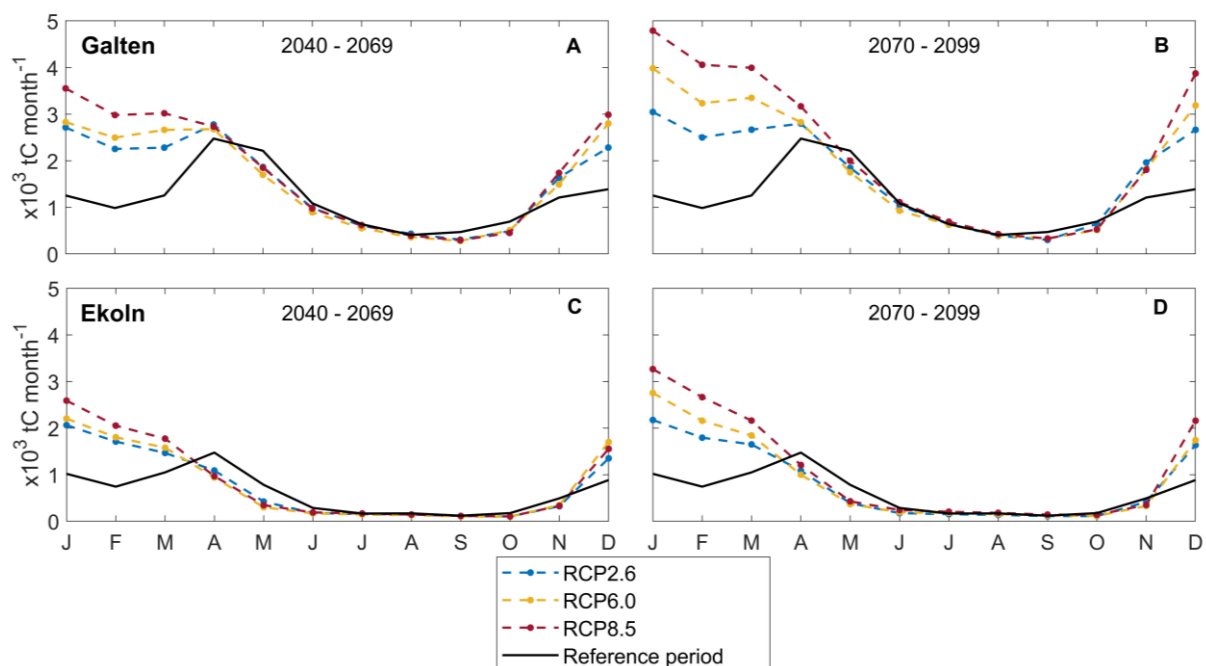 Galten 2040 - 2069 A
2070 - 2099 B
x10³ tC month⁻¹
5
4
3
2
1
0
Ekoln 2040 - 2069 C
2070 - 2099 D
x10³ tC month⁻¹
5
4
3
2
1
0
J F M A M J J A S O N D
J F M A M J J A S O N D
RCP2.6
RCP6.0
RCP8.5
Reference period